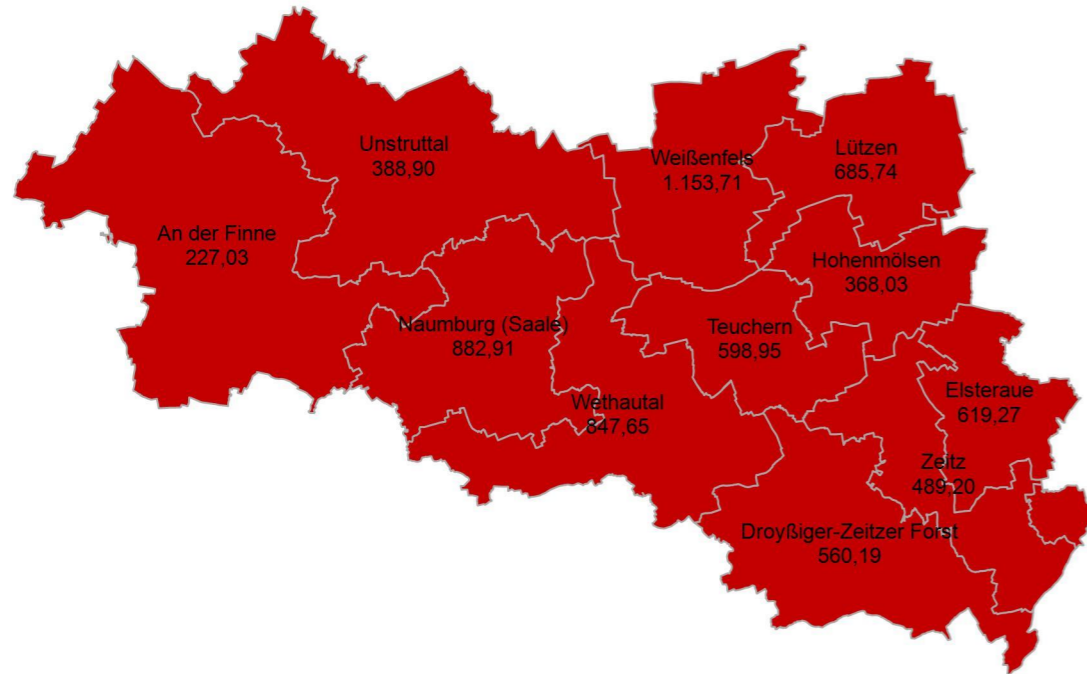 Unstruttal
388,90
Weißenfels
1.153,71
Lützen
685,74
An der Finne
227,03
Hohenmölsen
368,03
Naumburg (Saale)
882,91
Teuchern
598,95
Wethautal
847,65
Elsteraue
619,27
Zeitz
489,20
Droyßiger-Zeitzer Forst
560,19